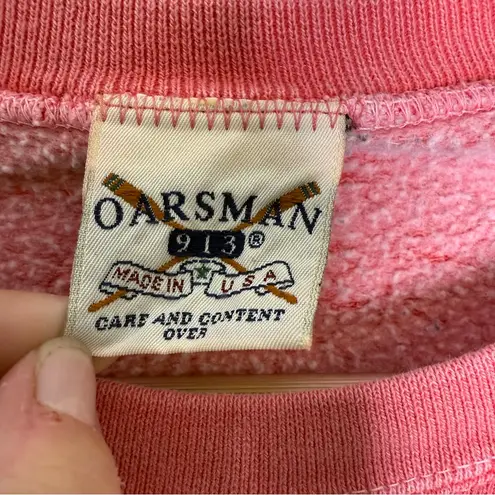 OARSMAN
913®
MADE IN USA
CARE AND CONTENT
OVER